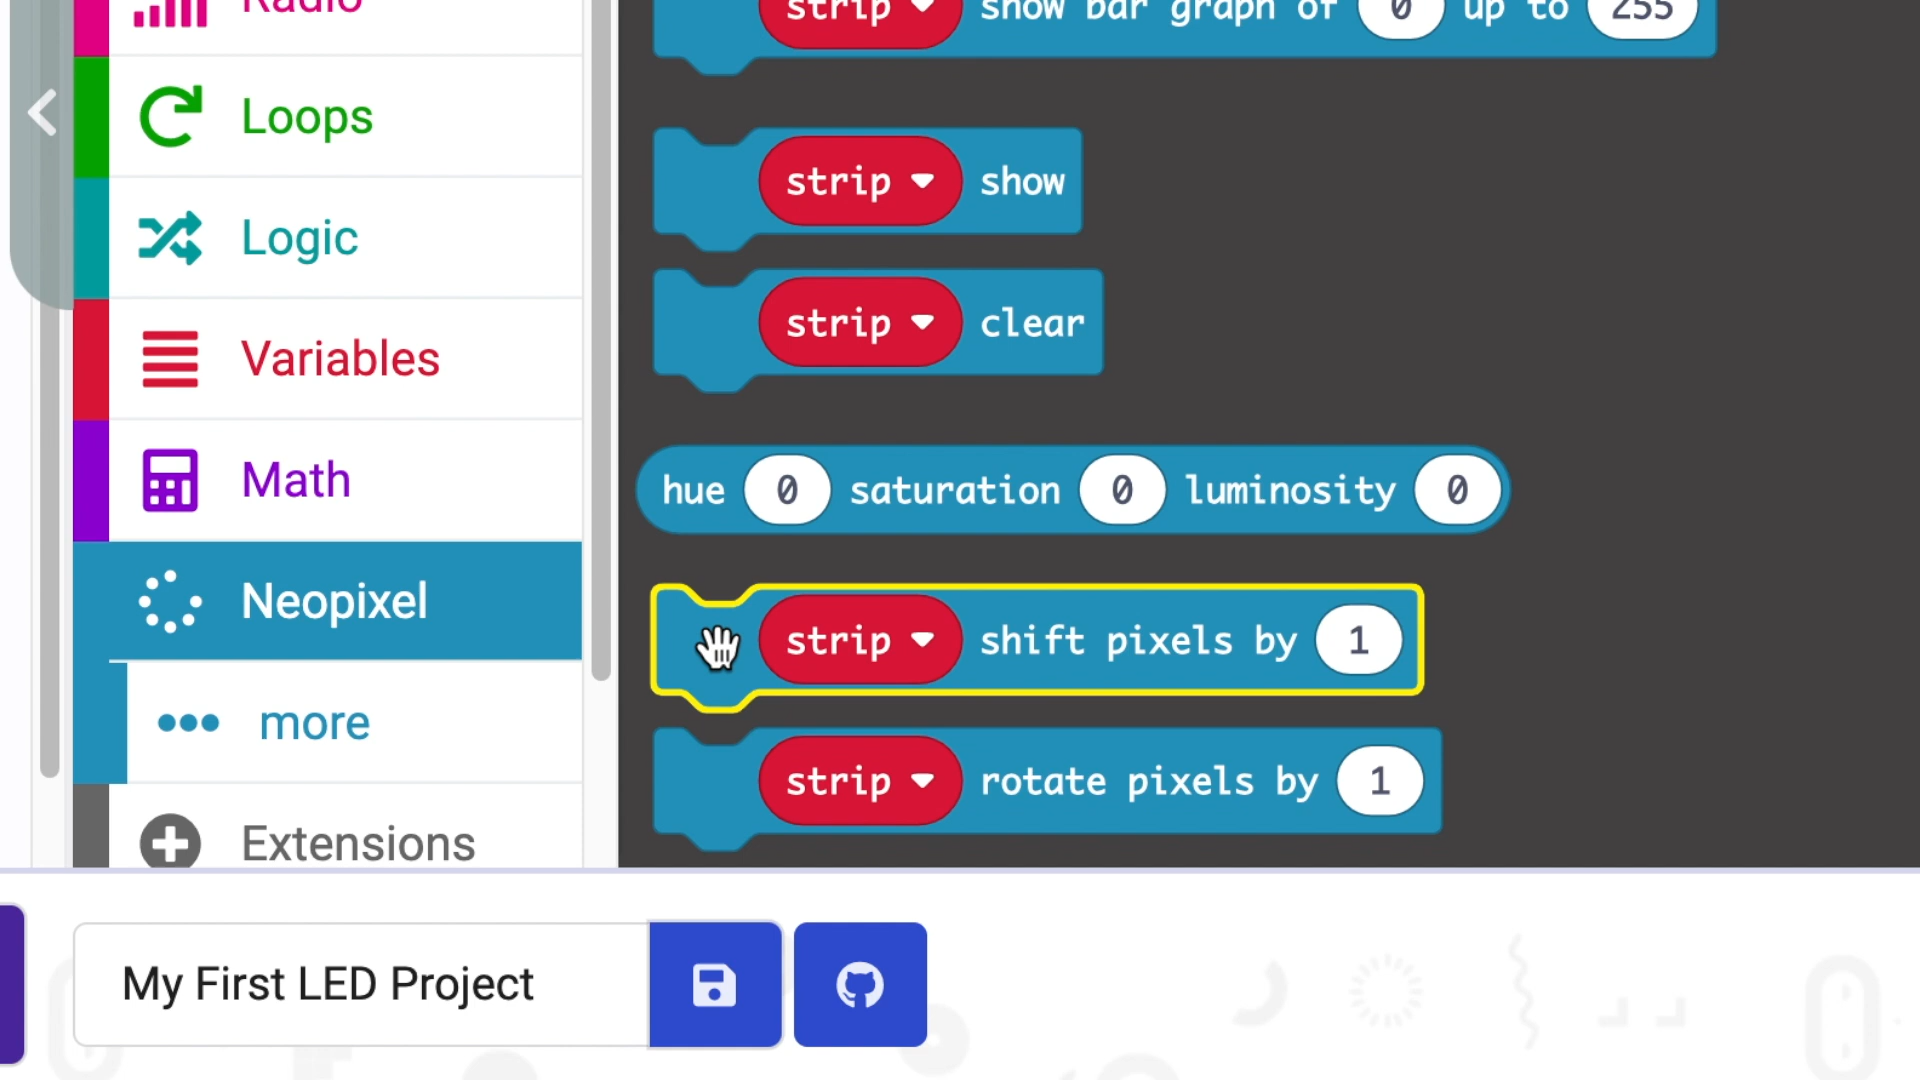 Radio
Loops
Logic
Variables
Math
Neopixel
more
Extensions
strip show bar graph of 0 up to 255
strip show
strip clear
hue 0 saturation 0 luminosity 0
strip shift pixels by 1
strip rotate pixels by 1
My First LED Project